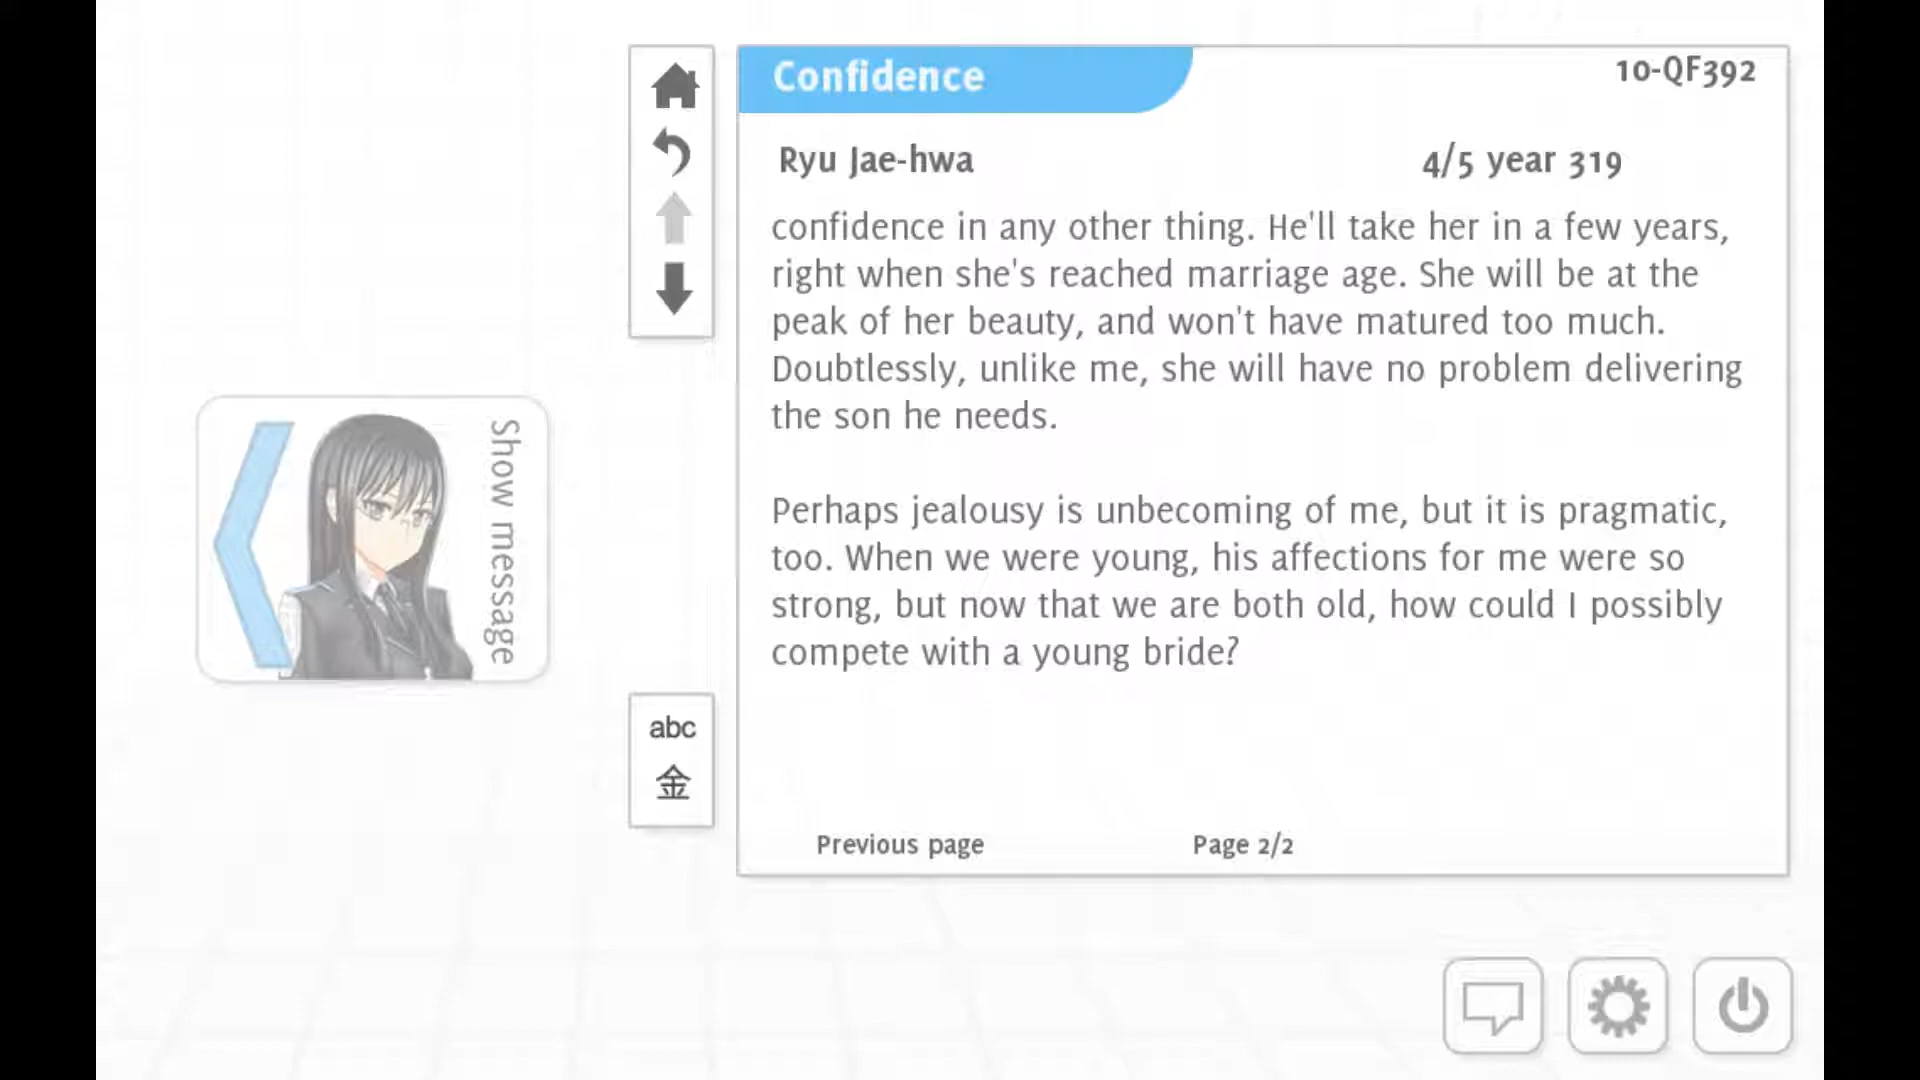 Confidence
10-QF392
Ryu Jae-hwa
4/5 year 319
confidence in any other thing. He'll take her in a few years,
right when she's reached marriage age. She will be at the
peak of her beauty, and won't have matured too much.
Doubtlessly, unlike me, she will have no problem delivering
the son he needs.
Perhaps jealousy is unbecoming of me, but it is pragmatic,
too. When we were young, his affections for me were so
strong, but now that we are both old, how could I possibly
compete with a young bride?
Previous page
Page 2/2
Show message
abc
金